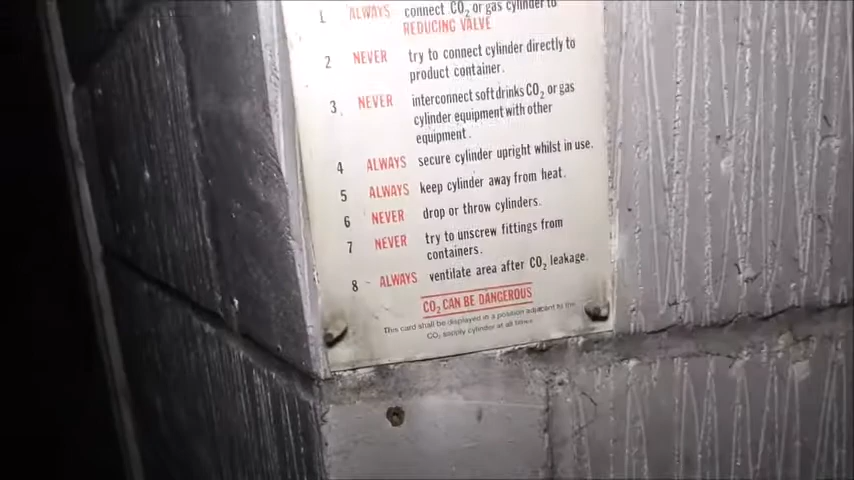 1 ALWAYS connect CO₂ or gas cylinder to
REDUCING VALVE
2 NEVER try to connect cylinder directly to
product container.
3 NEVER interconnect soft drinks CO₂ or gas
cylinder equipment with other
equipment.
4 ALWAYS secure cylinder upright whilst in use.
5 ALWAYS keep cylinder away from heat.
6 NEVER drop or throw cylinders.
7 NEVER try to unscrew fittings from
containers.
8 ALWAYS ventilate area after CO₂ leakage.
CO₂ CAN BE DANGEROUS
This card shall be displayed in a position adjacent to the
CO₂ supply cylinder at all times